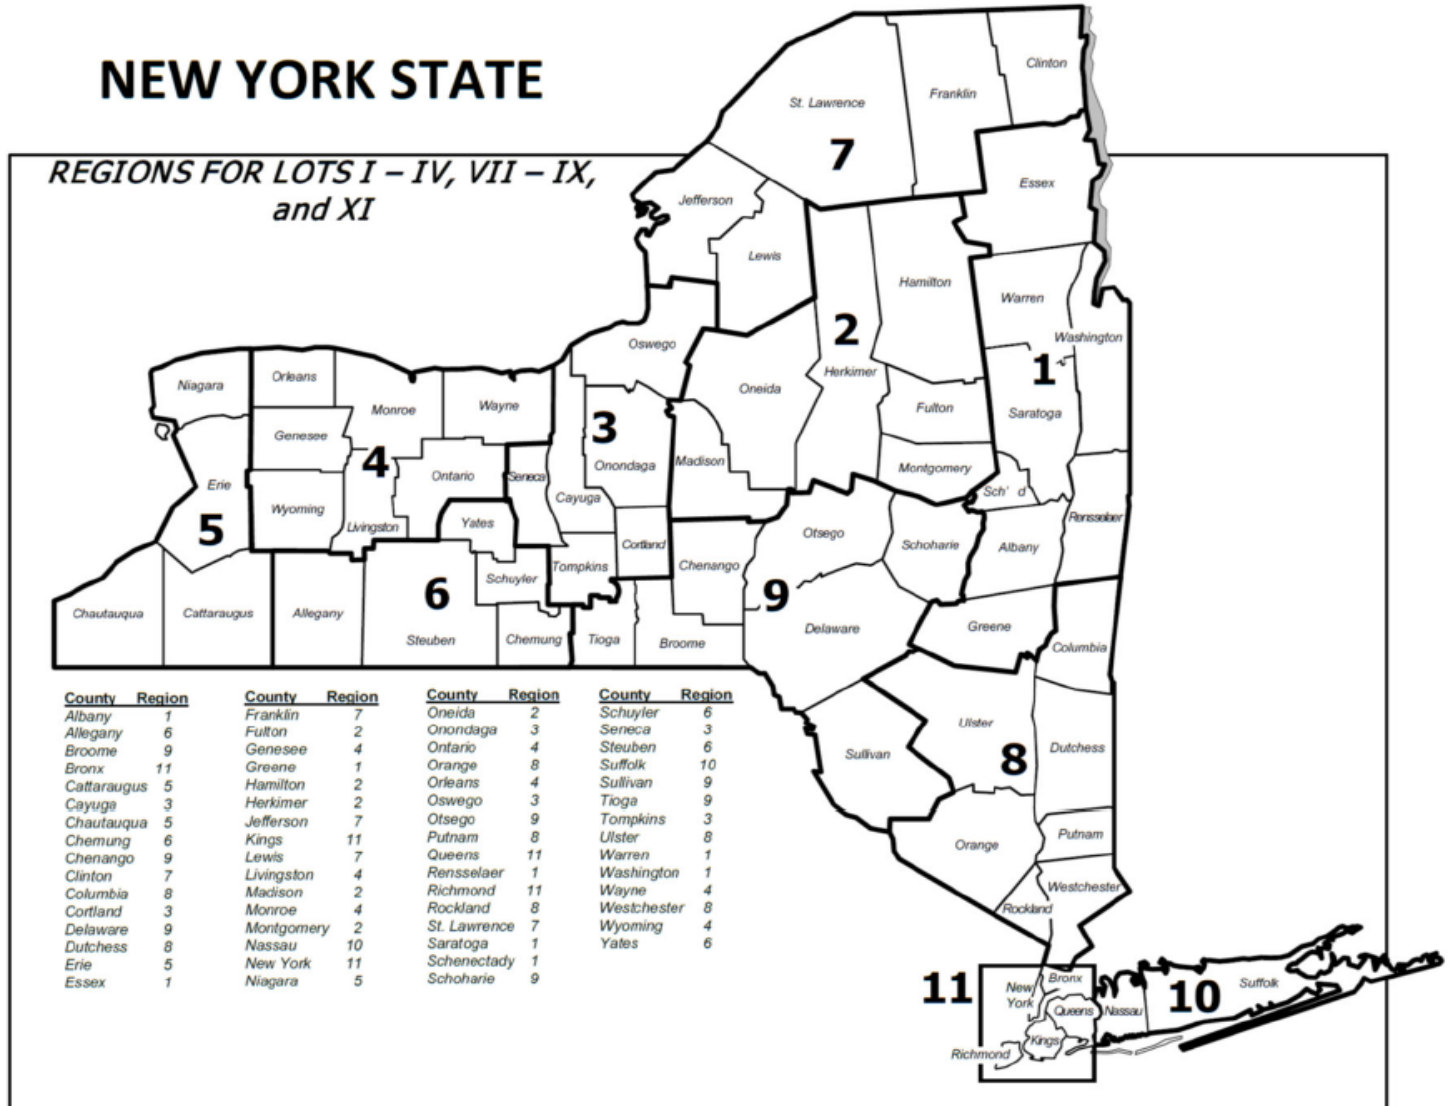 NEW YORK STATE
REGIONS FOR LOTS I – IV, VII – IX,
and XI
Clinton
Franklin
St. Lawrence
7
Essex
Jefferson
Lewis
Hamilton
Warren
2
Washington
Oswego
Herkimer
1
Oneida
Niagara
Orleans
Monroe
Wayne
Fulton
Saratoga
3
Genesee
4
Onondaga
Madison
Montgomery
Ontario
Seneca
Erie
Cayuga
Sch' d
Wyoming
Livingston
Yates
5
Otsego
Rensselaer
Cortland
Schoharie
Albany
Tompkins
Chenango
Schuyler
6
9
Chautauqua
Cattaraugus
Allegany
Steuben
Chemung
Tioga
Broome
Delaware
Greene
Columbia
Ulster
Sullivan
8
Dutchess
Orange
Putnam
Westchester
Rockland
11
Bronx
New
York
Queens
Nassau
10
Suffolk
Kings
Richmond
County Region
Albany 1
Allegany 6
Broome 9
Bronx 11
Cattaraugus 5
Cayuga 3
Chautauqua 5
Chemung 6
Chenango 9
Clinton 7
Columbia 8
Cortland 3
Delaware 9
Dutchess 8
Erie 5
Essex 1
County Region
Franklin 7
Fulton 2
Genesee 4
Greene 1
Hamilton 2
Herkimer 2
Jefferson 7
Kings 11
Lewis 7
Livingston 4
Madison 2
Monroe 4
Montgomery 2
Nassau 10
New York 11
Niagara 5
County Region
Oneida 2
Onondaga 3
Ontario 4
Orange 8
Orleans 4
Oswego 3
Otsego 9
Putnam 8
Queens 11
Rensselaer 1
Richmond 11
Rockland 8
St. Lawrence 7
Saratoga 1
Schenectady 1
Schoharie 9
County Region
Schuyler 6
Seneca 3
Steuben 6
Suffolk 10
Sullivan 9
Tioga 9
Tompkins 3
Ulster 8
Warren 1
Washington 1
Wayne 4
Westchester 8
Wyoming 4
Yates 6